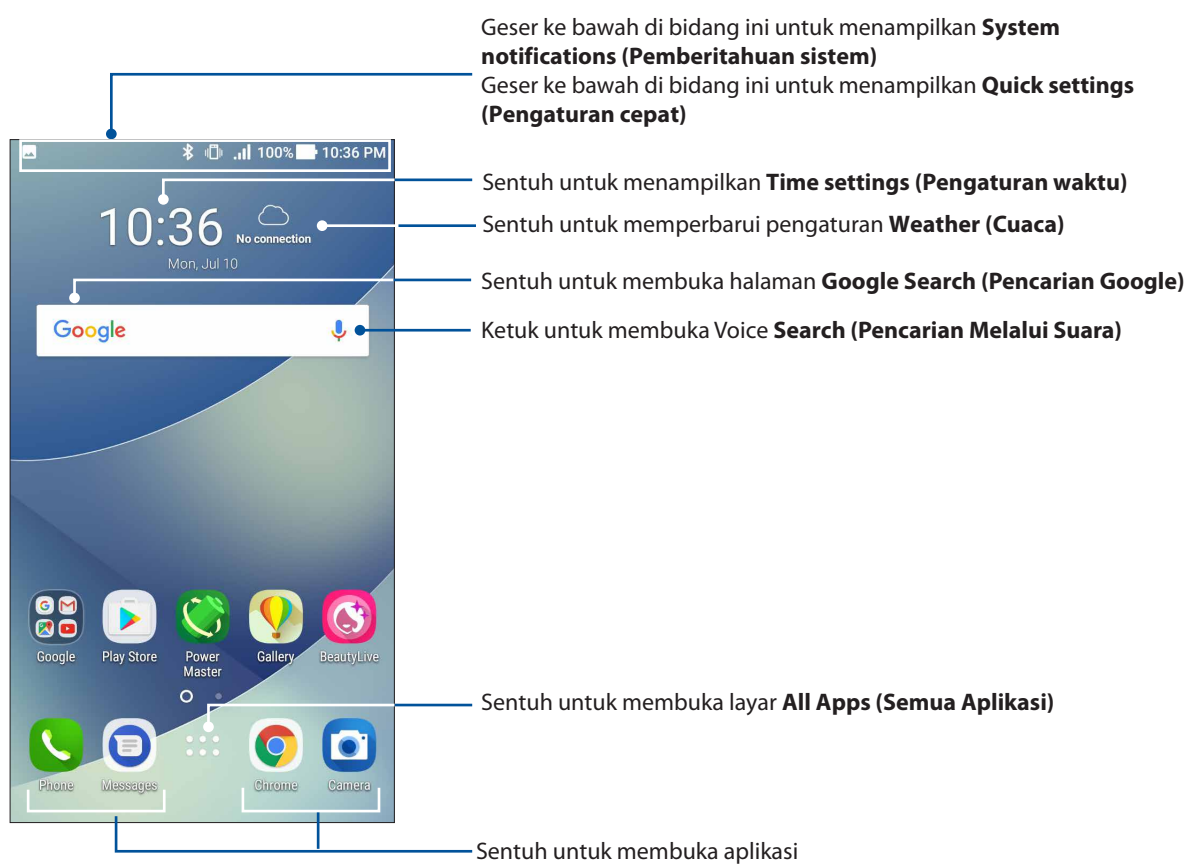 Geser ke bawah di bidang ini untuk menampilkan System
notifications (Pemberitahuan sistem)
Geser ke bawah di bidang ini untuk menampilkan Quick settings
(Pengaturan cepat)
100% 10:36 PM
Sentuh untuk menampilkan Time settings (Pengaturan waktu)
10:36
No connection
Sentuh untuk memperbarui pengaturan Weather (Cuaca)
Mon, Jul 10
Sentuh untuk membuka halaman Google Search (Pencarian Google)
Google
Ketuk untuk membuka Voice Search (Pencarian Melalui Suara)
Google
Play Store
Power
Master
Gallery
BeautyLive
Sentuh untuk membuka layar All Apps (Semua Aplikasi)
Phone
Messages
Chrome
Camera
Sentuh untuk membuka aplikasi